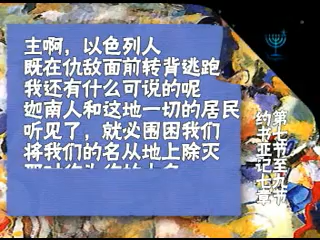 主啊，以色列人
既在仇敌面前转背逃跑
我还有什么可说的呢
迦南人和这地一切的居民
听见了，就必围困我们
将我们的名从地上除灭
约书亚记七章
第七节至九节